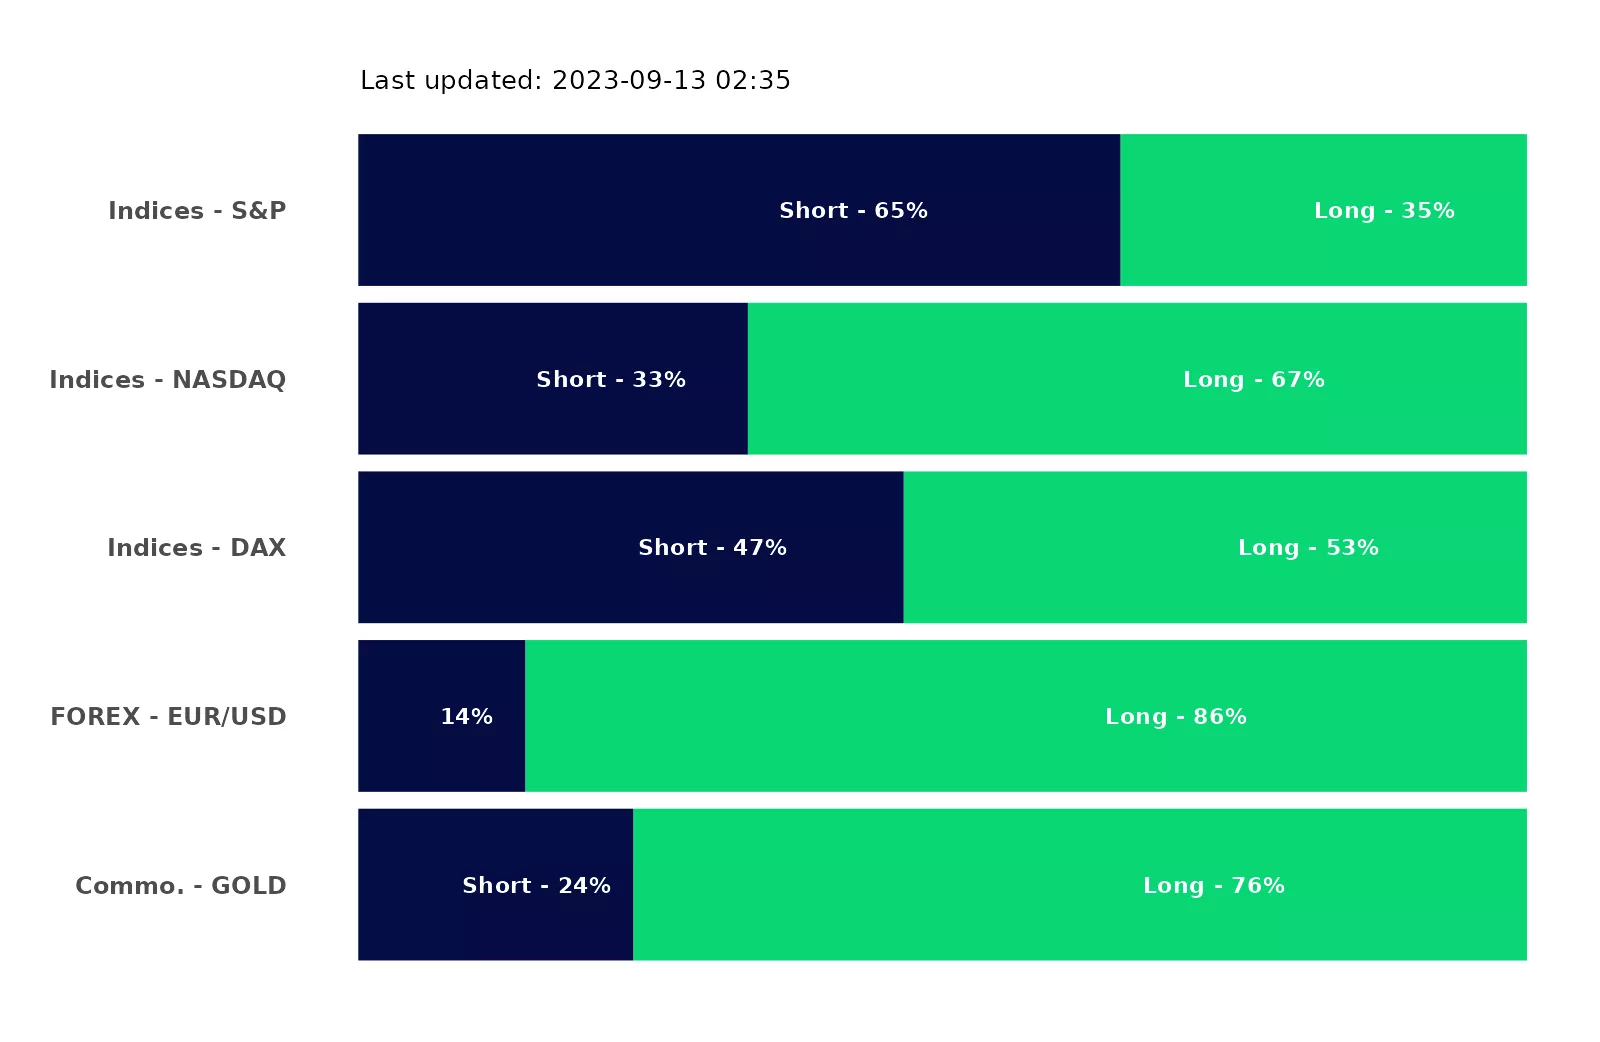 Last updated: 2023-09-13 02:35
Indices - S&P Short - 65% Long - 35%
Indices - NASDAQ Short - 33% Long - 67%
Indices - DAX Short - 47% Long - 53%
FOREX - EUR/USD 14% Long - 86%
Commo. - GOLD Short - 24% Long - 76%